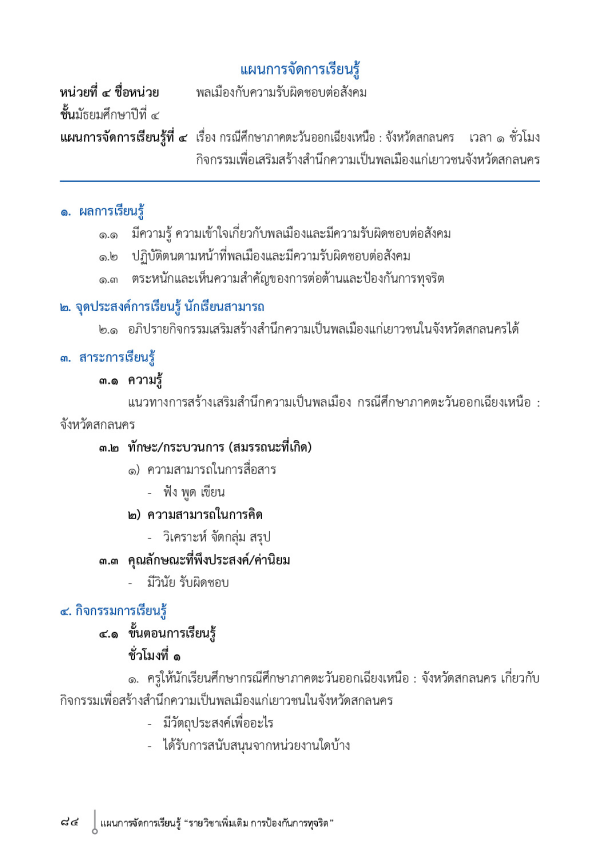 แผนการจัดการเรียนรู้
หน่วยที่ ๔ ชื่อหน่วย พลเมืองกับความรับผิดชอบต่อสังคม
ชั้นมัธยมศึกษาปีที่ ๔
แผนการจัดการเรียนรู้ที่ ๔ เรื่อง กรณีศึกษาภาคตะวันออกเฉียงเหนือ : จังหวัดสกลนคร เวลา ๑ ชั่วโมง
กิจกรรมเพื่อเสริมสร้างสำนึกความเป็นพลเมืองแก่เยาวชนจังหวัดสกลนคร
๑. ผลการเรียนรู้
๑.๑ มีความรู้ ความเข้าใจเกี่ยวกับพลเมืองและมีความรับผิดชอบต่อสังคม
๑.๒ ปฏิบัติตนตามหน้าที่พลเมืองและมีความรับผิดชอบต่อสังคม
๑.๓ ตระหนักและเห็นความสำคัญของการต่อต้านและป้องกันการทุจริต
๒. จุดประสงค์การเรียนรู้ นักเรียนสามารถ
๒.๑ อภิปรายกิจกรรมเสริมสร้างสำนึกความเป็นพลเมืองแก่เยาวชนในจังหวัดสกลนครได้
๓. สาระการเรียนรู้
๓.๑ ความรู้
แนวทางการสร้างเสริมสำนึกความเป็นพลเมือง กรณีศึกษาภาคตะวันออกเฉียงเหนือ :
จังหวัดสกลนคร
๓.๒ ทักษะ/กระบวนการ (สมรรถนะที่เกิด)
๑) ความสามารถในการสื่อสาร
- ฟัง พูด เขียน
๒) ความสามารถในการคิด
- วิเคราะห์ จัดกลุ่ม สรุป
๓.๓ คุณลักษณะที่พึงประสงค์/ค่านิยม
- มีวินัย รับผิดชอบ
๔. กิจกรรมการเรียนรู้
๔.๑ ขั้นตอนการเรียนรู้
ชั่วโมงที่ ๑
๑. ครูให้นักเรียนศึกษากรณีศึกษาภาคตะวันออกเฉียงเหนือ : จังหวัดสกลนคร เกี่ยวกับ
กิจกรรมเพื่อสร้างสำนึกความเป็นพลเมืองแก่เยาวชนในจังหวัดสกลนคร
- มีวัตถุประสงค์เพื่ออะไร
- ได้รับการสนับสนุนจากหน่วยงานใดบ้าง
๘๔ แผนการจัดการเรียนรู้ “รายวิชาเพิ่มเติม การป้องกันการทุจริต”